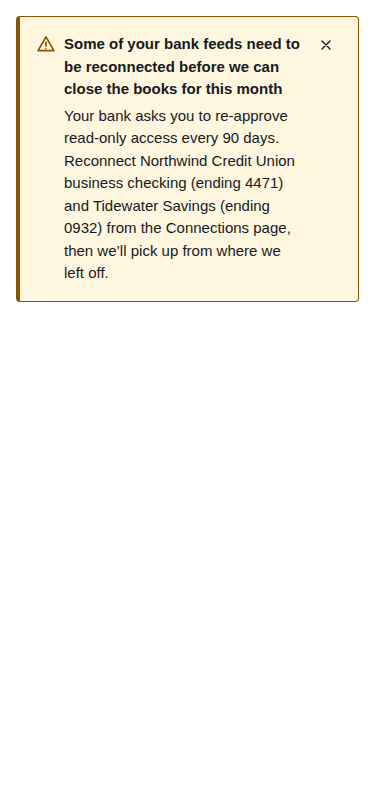 Some of your bank feeds need to
be reconnected before we can
close the books for this month
Your bank asks you to re-approve
read-only access every 90 days.
Reconnect Northwind Credit Union
business checking (ending 4471)
and Tidewater Savings (ending
0932) from the Connections page,
then we’ll pick up from where we
left off.